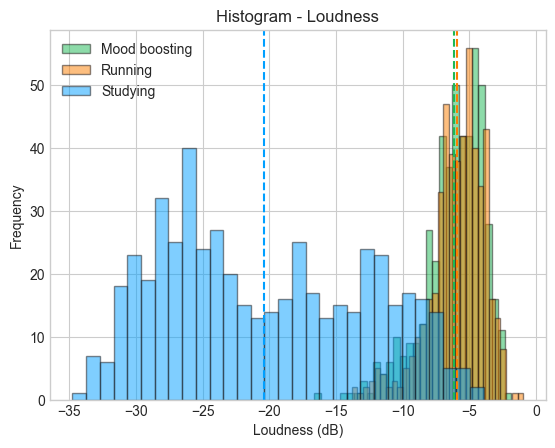 Histogram - Loudness
Mood boosting
Running
Studying
Frequency
50
40
30
20
10
0
−35 −30 −25 −20 −15 −10 −5 0
Loudness (dB)